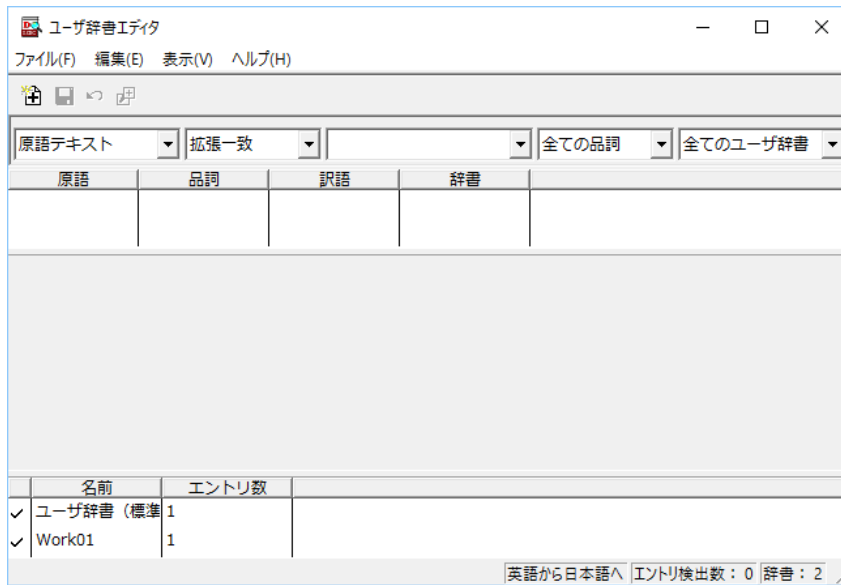 ユーザ辞書エディタ
ファイル(F) 編集(E) 表示(V) ヘルプ(H)
原語テキスト 拡張一致 全ての品詞 全てのユーザ辞書
原語 品詞 訳語 辞書
名前 エントリ数
ユーザ辞書（標準 1
Work01 1
英語から日本語へ エントリ検出数： 0 辞書： 2